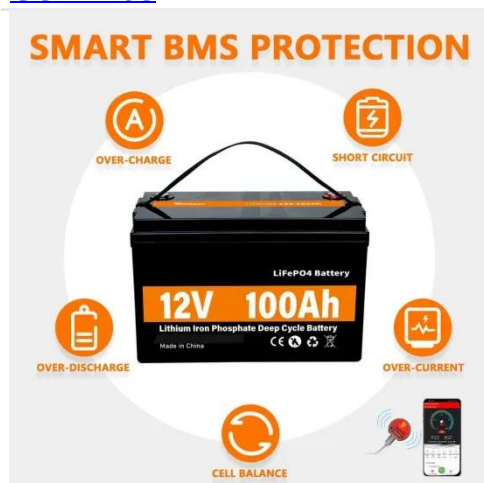 SMART BMS PROTECTION
OVER-CHARGE
SHORT CIRCUIT
LiFePO4 Battery
12V 100Ah
Lithium Iron Phosphate Deep Cycle Battery
Made in China
CE
OVER-DISCHARGE
OVER-CURRENT
CELL BALANCE